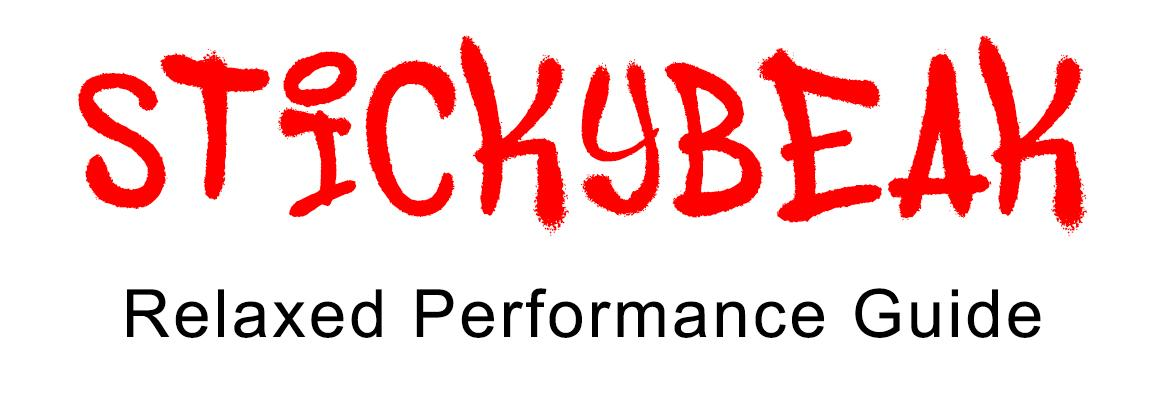 STiCKYBEAK
Relaxed Performance Guide